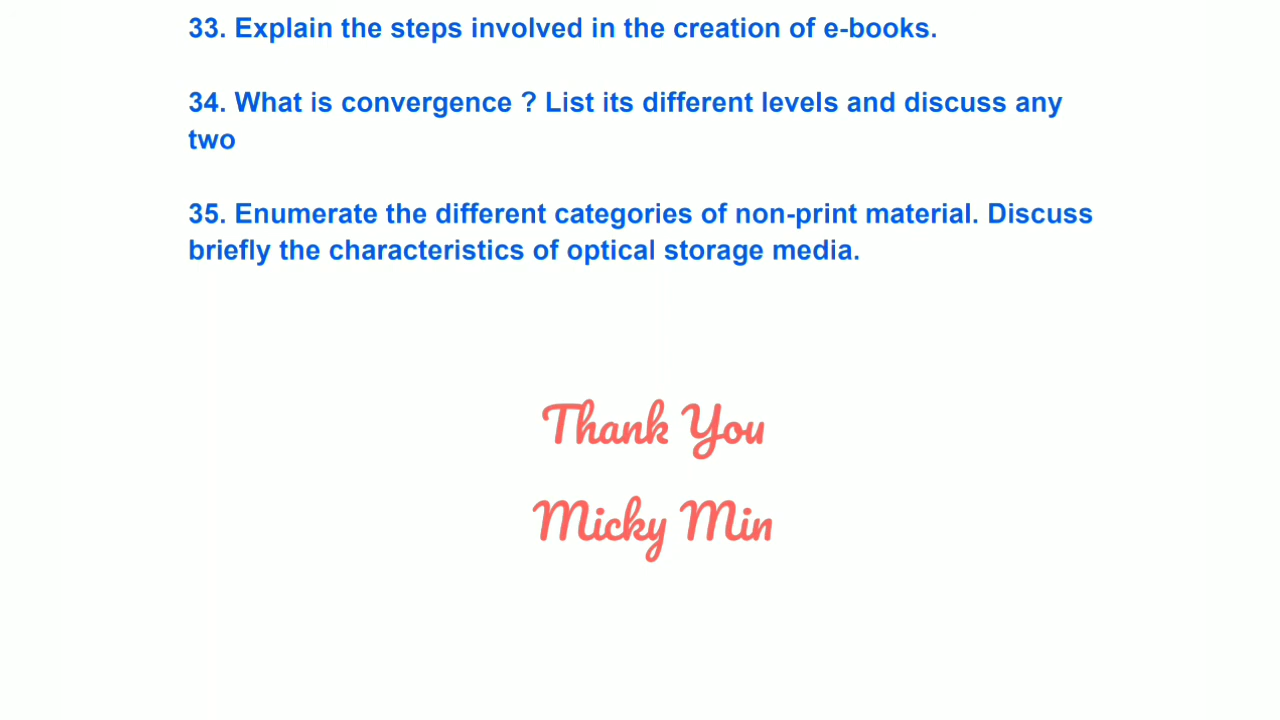 33. Explain the steps involved in the creation of e-books.
34. What is convergence ? List its different levels and discuss any
two
35. Enumerate the different categories of non-print material. Discuss
briefly the characteristics of optical storage media.
Thank You
Micky Min